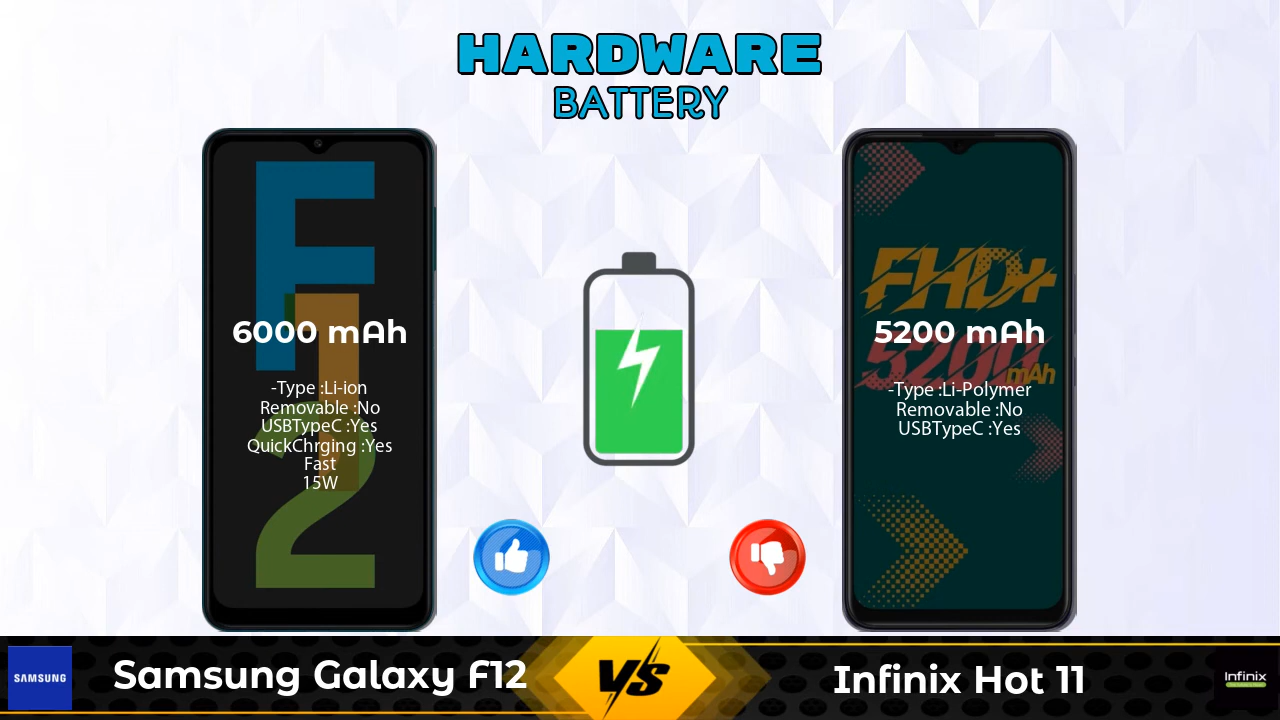 HARDWARE
BATTERY
F12
6000 mAh
-Type :Li-ion
Removable :No
USBTypeC :Yes
QuickChrging :Yes
Fast
15W
FHD+
5200 mAh
5200 mAh
-Type :Li-Polymer
Removable :No
USBTypeC :Yes
SAMSUNG
Samsung Galaxy F12
VS
Infinix Hot 11
Infinix